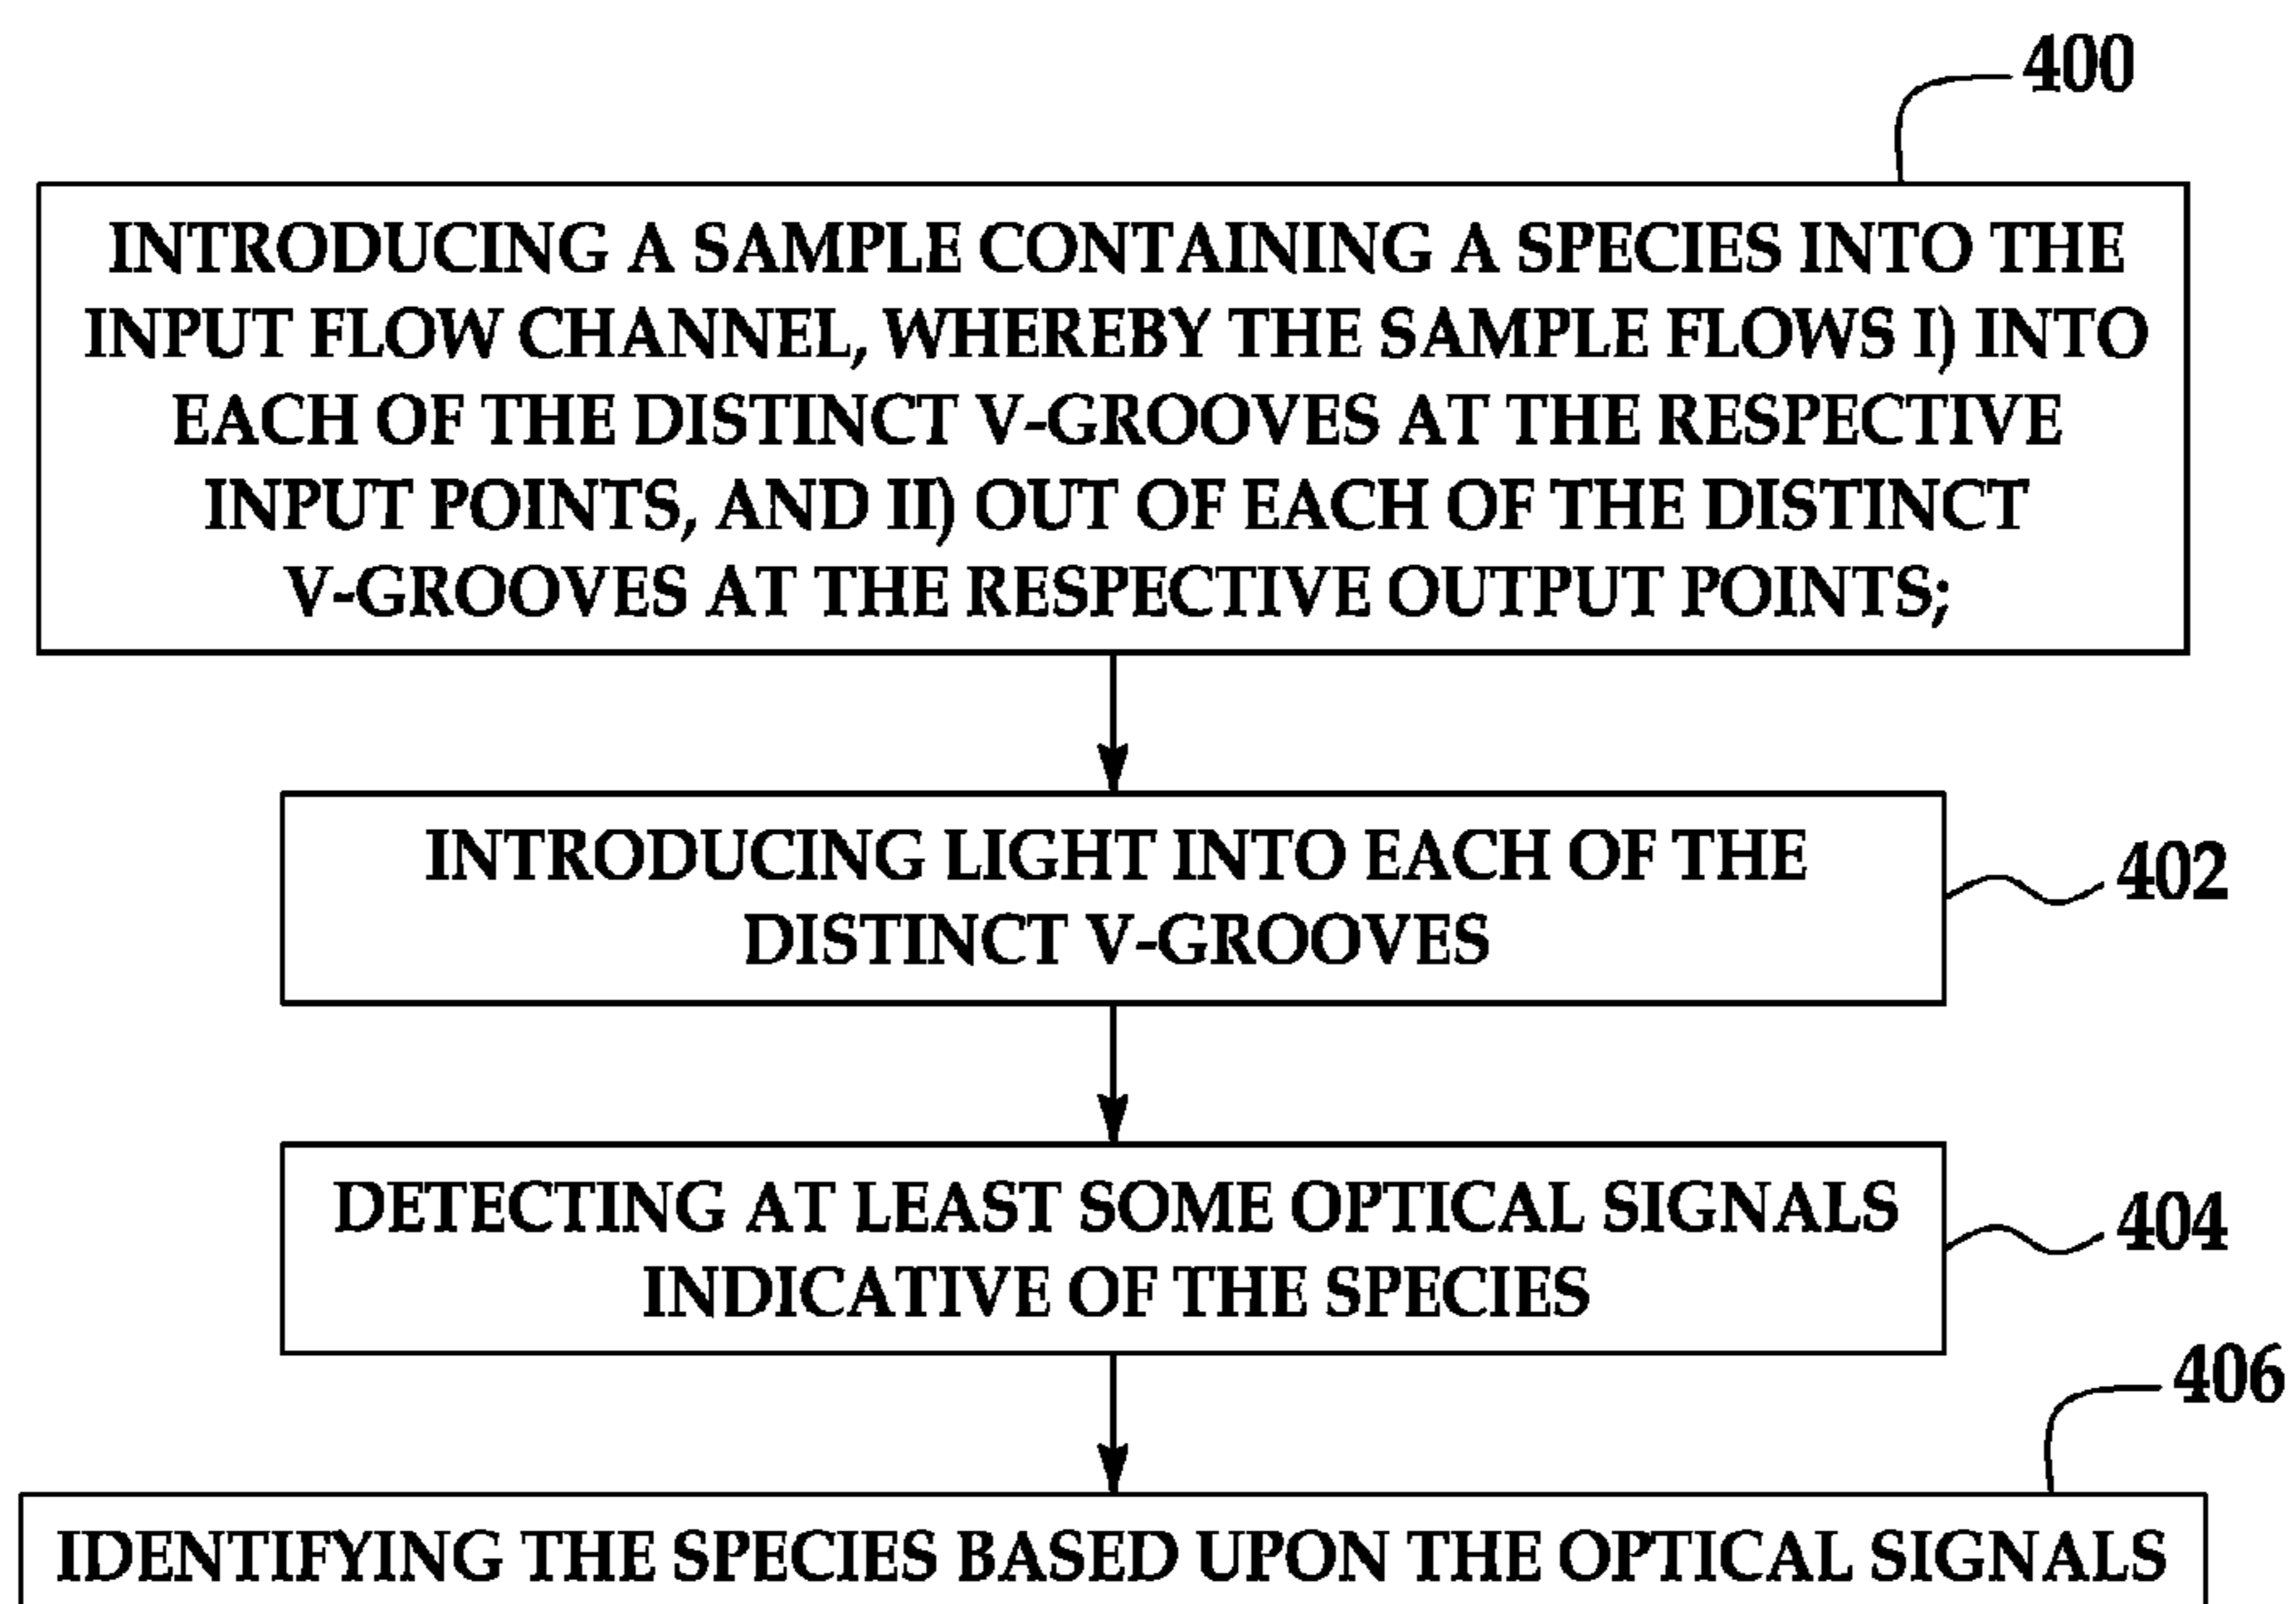 400
INTRODUCING A SAMPLE CONTAINING A SPECIES INTO THE
INPUT FLOW CHANNEL, WHEREBY THE SAMPLE FLOWS I) INTO
EACH OF THE DISTINCT V-GROOVES AT THE RESPECTIVE
INPUT POINTS, AND II) OUT OF EACH OF THE DISTINCT
V-GROOVES AT THE RESPECTIVE OUTPUT POINTS;
INTRODUCING LIGHT INTO EACH OF THE
DISTINCT V-GROOVES
402
DETECTING AT LEAST SOME OPTICAL SIGNALS
INDICATIVE OF THE SPECIES
404
406
IDENTIFYING THE SPECIES BASED UPON THE OPTICAL SIGNALS